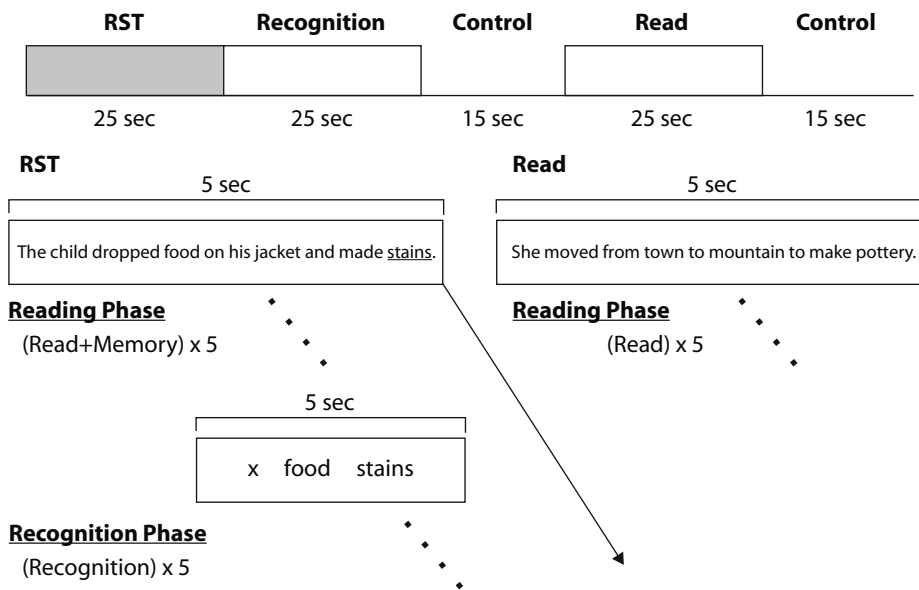 RST Recognition Control Read Control
25 sec 25 sec 15 sec 25 sec 15 sec
RST
5 sec
The child dropped food on his jacket and made stains.
Reading Phase
(Read+Memory) x 5
5 sec
x food stains
Recognition Phase
(Recognition) x 5
Read
5 sec
She moved from town to mountain to make pottery.
Reading Phase
(Read) x 5